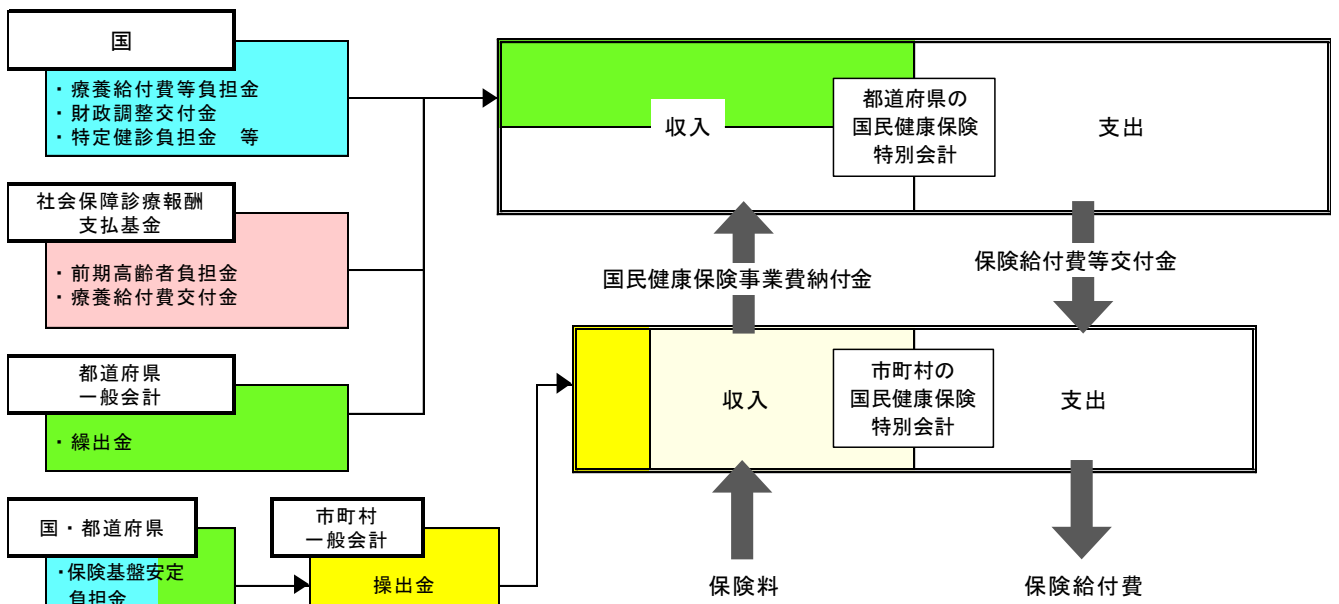 国
・療養給付費等負担金
・財政調整交付金
・特定健診負担金　等
社会保障診療報酬
支払基金
・前期高齢者負担金
・療養給付費交付金
都道府県
一般会計
・繰出金
国・都道府県
・保険基盤安定
負担金
市町村
一般会計
操出金
収入
都道府県の
国民健康保険
特別会計
支出
国民健康保険事業費納付金
保険給付費等交付金
収入
市町村の
国民健康保険
特別会計
支出
保険料
保険給付費